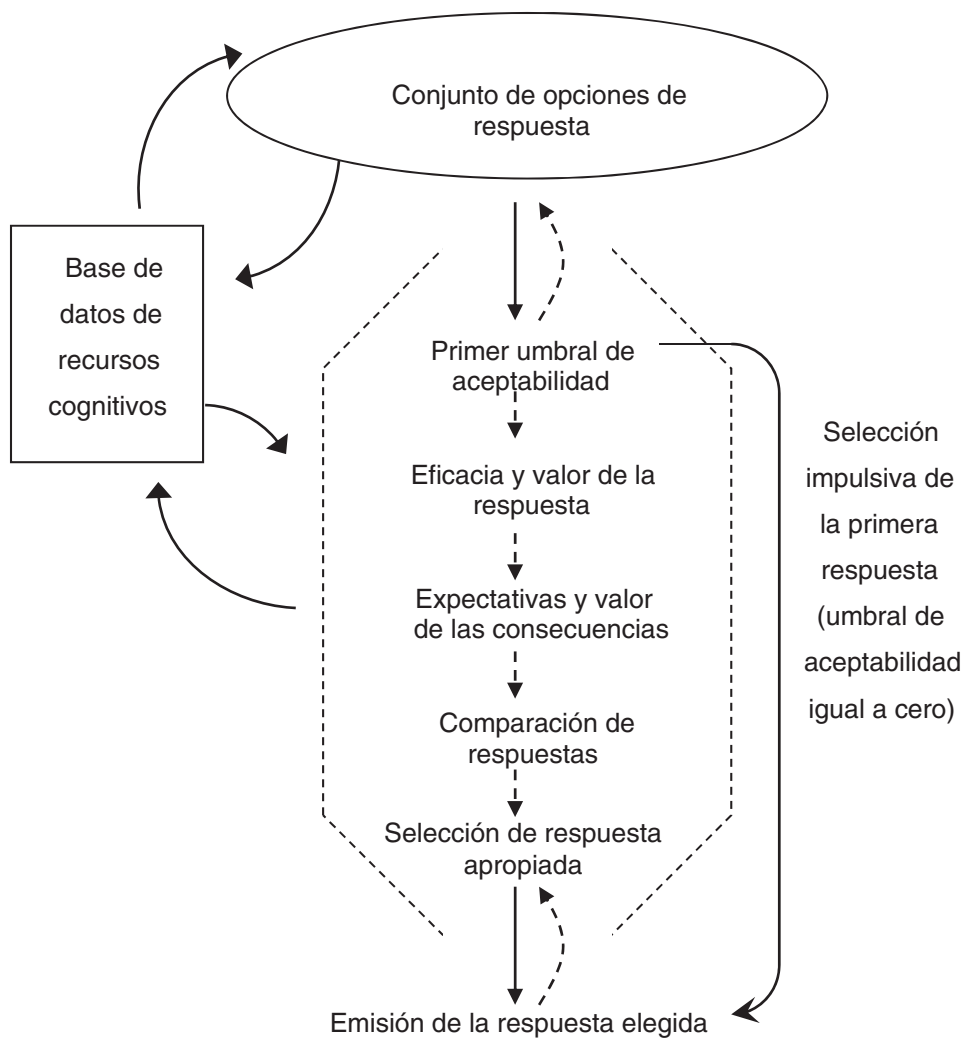 Conjunto de opciones de
respuesta
Base de
datos de
recursos
cognitivos
Primer umbral de
aceptabilidad
Eficacia y valor de la
respuesta
Expectativas y valor
de las consecuencias
Comparación de
respuestas
Selección de respuesta
apropiada
Emisión de la respuesta elegida
Selección
impulsiva de
la primera
respuesta
(umbral de
aceptabilidad
igual a cero)